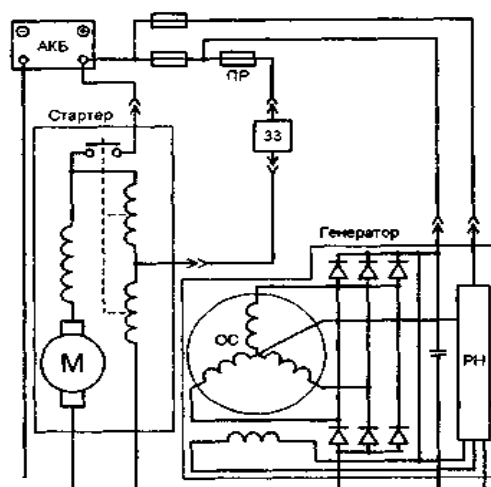 ⊖ АКБ ⊕
ПР
Стартер
ЗЗ
Генератор
ОС
М
РН